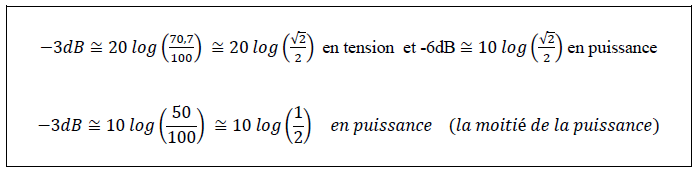 −3dB ≅ 20 log(70,7/100) ≅ 20 log(√2/2) en tension et -6dB ≅ 10 log(√2/2) en puissance
−3dB ≅ 10 log(50/100) ≅ 10 log(1/2) en puissance (la moitié de la puissance)